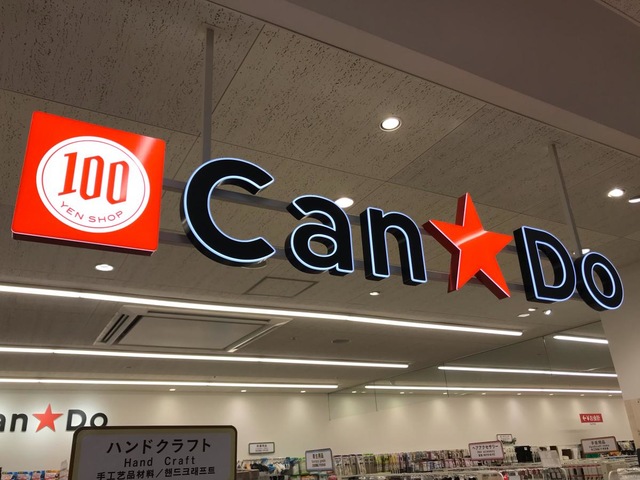 100
YEN SHOP
Can★Do
an★Do
ハンドクラフト
Hand Craft
手工艺品材料/핸드크래프트